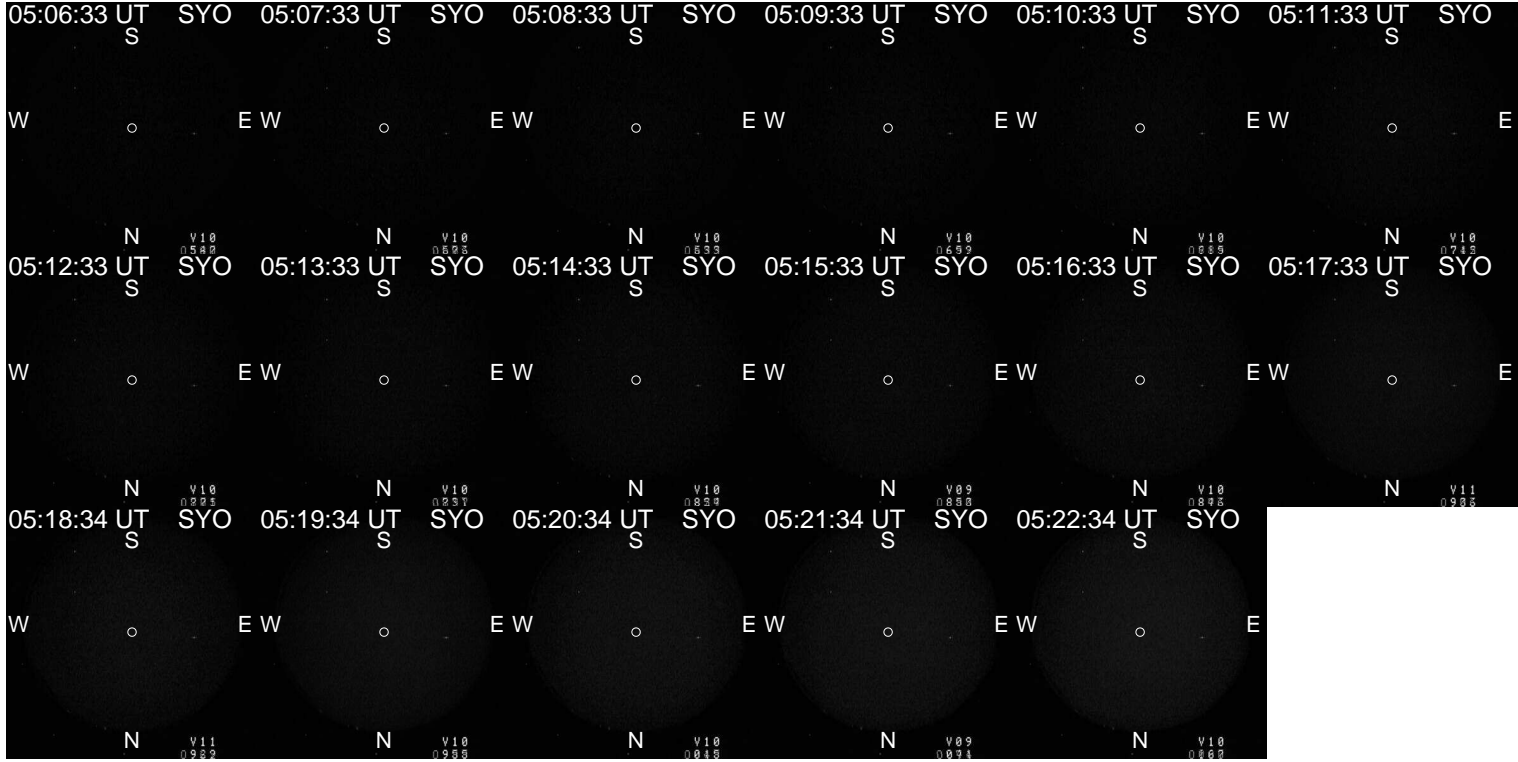 05:06:33 UT SYO 05:07:33 UT SYO 05:08:33 UT SYO 05:09:33 UT SYO 05:10:33 UT SYO 05:11:33 UT SYO
S S S S S S
W E W E W E W E W E W E
N N N N N N
V10 V10 V10 V10 V10 V10
05:12:33 UT SYO 05:13:33 UT SYO 05:14:33 UT SYO 05:15:33 UT SYO 05:16:33 UT SYO 05:17:33 UT SYO
S S S S S S
W E W E W E W E W E W E
N N N N N N
V10 V10 V10 V09 V10 V11
05:18:34 UT SYO 05:19:34 UT SYO 05:20:34 UT SYO 05:21:34 UT SYO 05:22:34 UT SYO
S S S S S
W E W E W E W E W E
N N N N N
V11 V10 V10 V09 V10